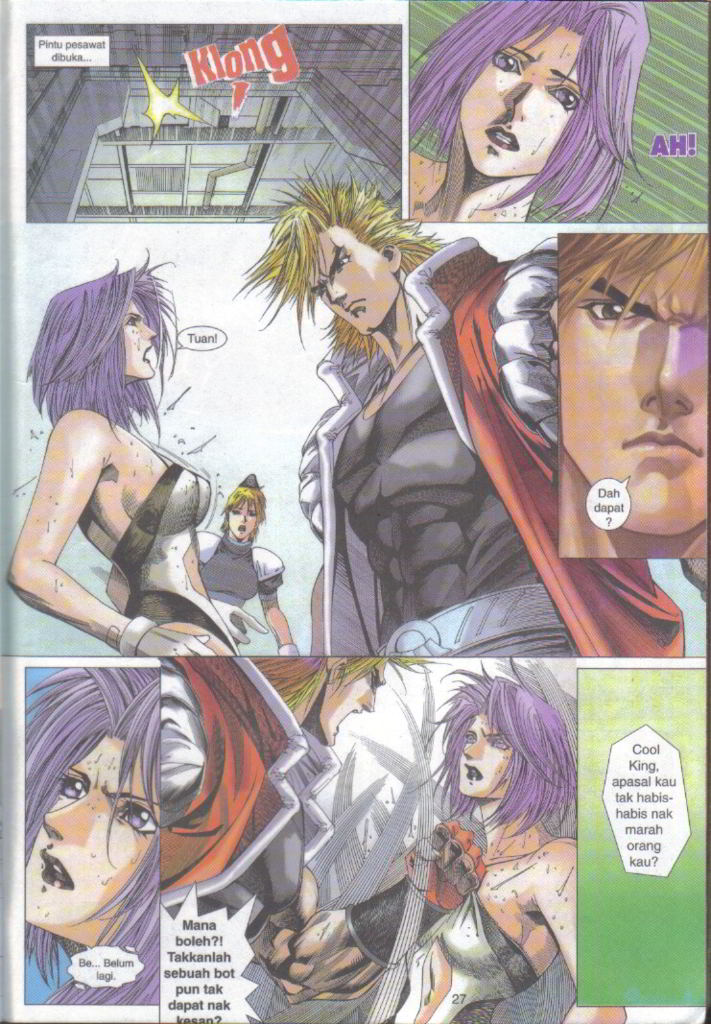 Pintu pesawat
dibuka...
Klong
!
AH!
Tuan!
Dah
dapat
?
Be... Belum
lagi.
Mana
boleh?!
Takkanlah
sebuah bot
pun tak
dapat nak
kesan?
Cool
King,
apasal kau
tak habis-
habis nak
marah
orang
kau?
27